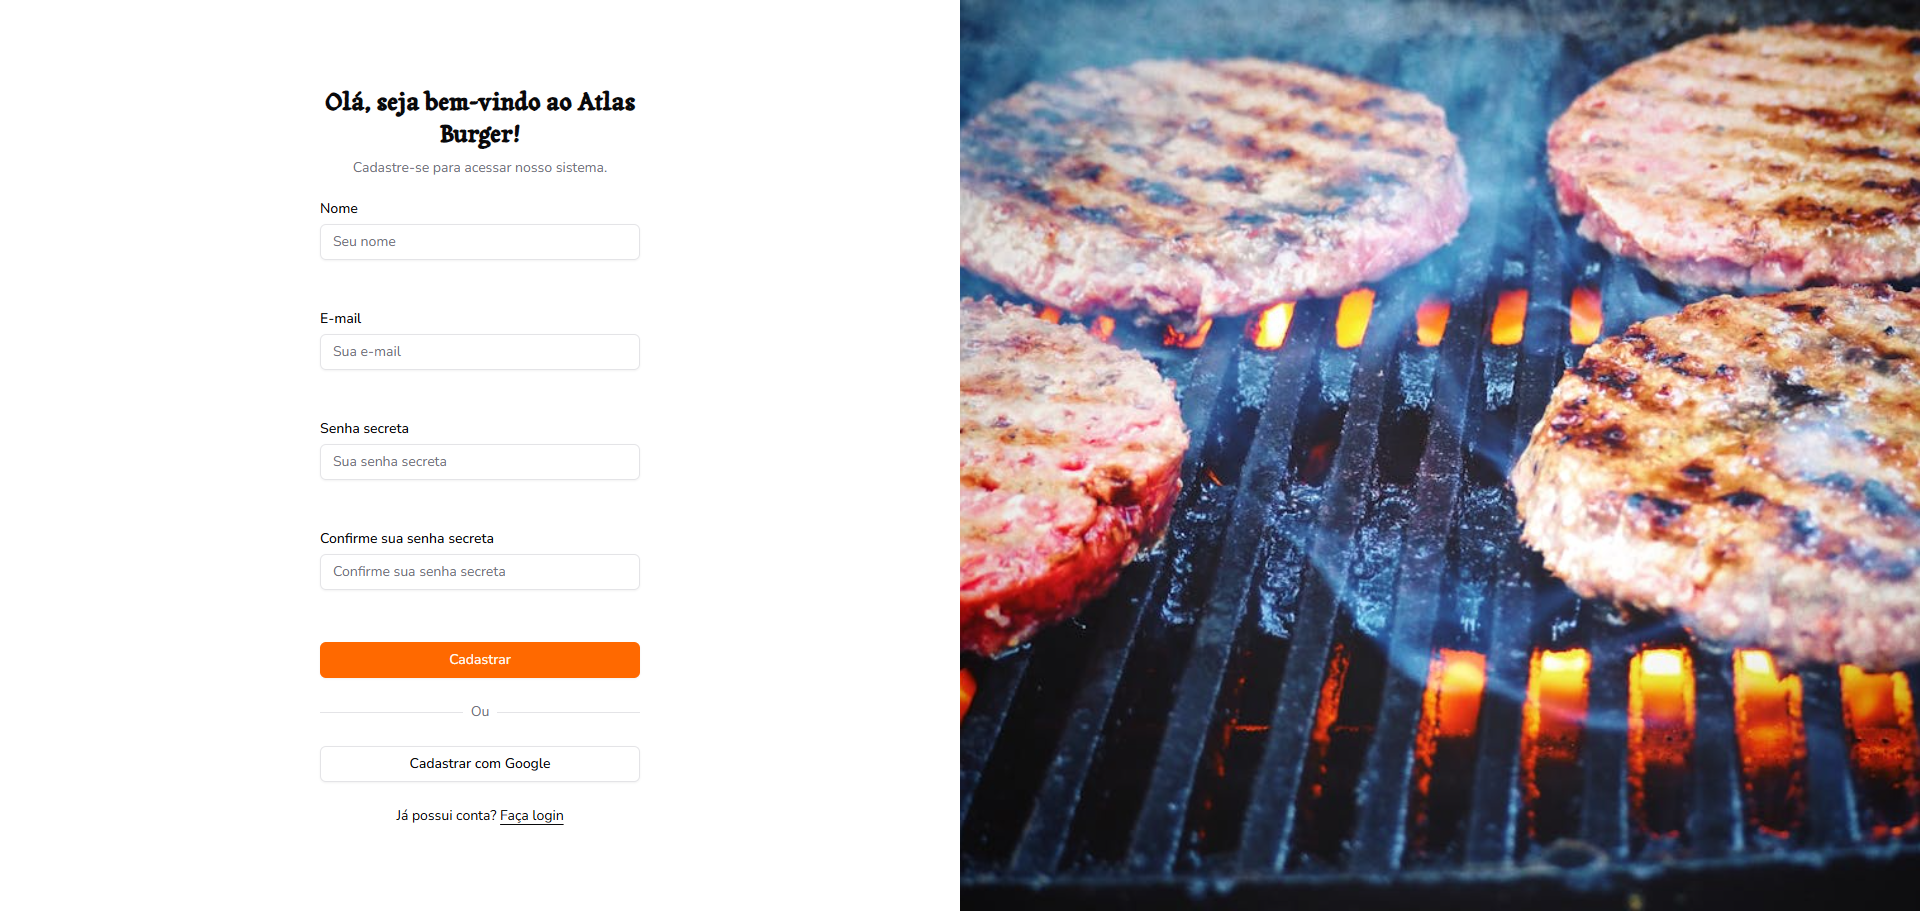 Olá, seja bem-vindo ao Atlas
Burger!
Cadastre-se para acessar nosso sistema.
Nome
Seu nome
E-mail
Sua e-mail
Senha secreta
Sua senha secreta
Confirme sua senha secreta
Confirme sua senha secreta
Cadastrar
Ou
Cadastrar com Google
Já possui conta? Faça login